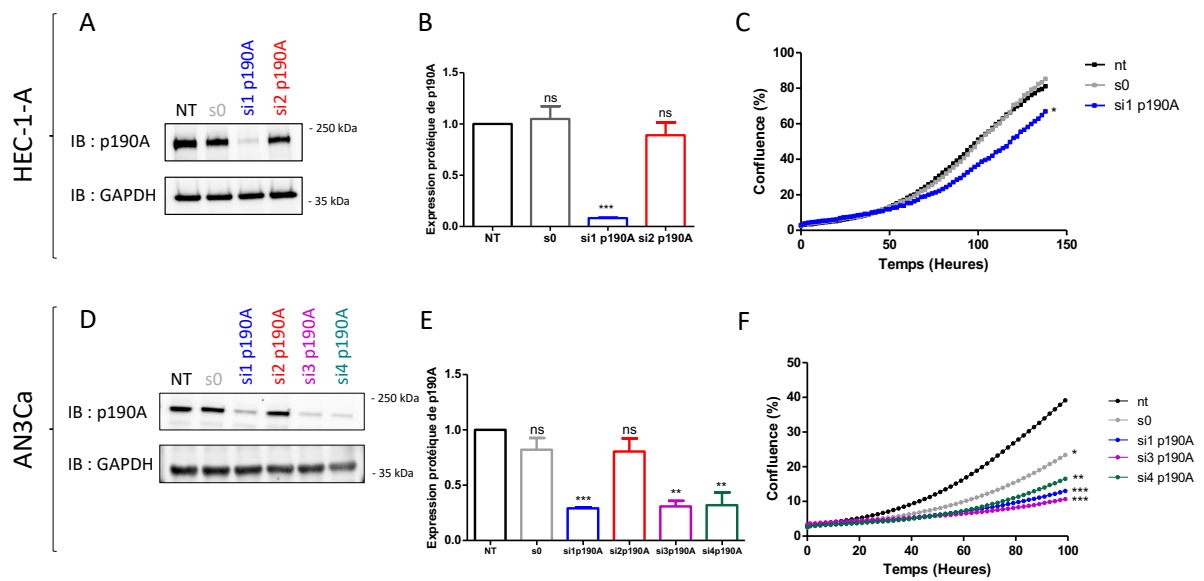 HEC-1-A
A
NT s0 si1 p190A si2 p190A
IB : p190A
- 250 kDa
IB : GAPDH
- 35 kDa
B
Expression protéique de p190A
1.5
1.0
0.5
0.0
ns
***
ns
NT s0 si1 p190A si2 p190A
C
Confluence (%)
100
80
60
40
20
0
0 50 100 150
Temps (Heures)
*
nt
s0
si1 p190A
AN3Ca
D
NT s0 si1 p190A si2 p190A si3 p190A si4 p190A
IB : p190A
- 250 kDa
IB : GAPDH
- 35 kDa
E
Expression protéique de p190A
1.5
1.0
0.5
0.0
ns
***
ns
**
**
NT s0 si1p190A si2p190A si3p190A si4p190A
F
Confluence (%)
50
40
30
20
10
0
0 20 40 60 80 100
Temps (Heures)
*
**
***
***
nt
s0
si1 p190A
si3 p190A
si4 p190A